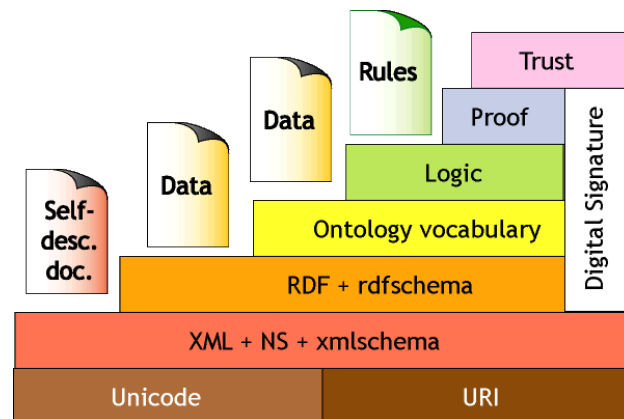 Rules
Trust
Data
Proof
Data
Logic
Self-
desc.
doc.
Ontology vocabulary
Digital Signature
RDF + rdfschema
XML + NS + xmlschema
Unicode
URI